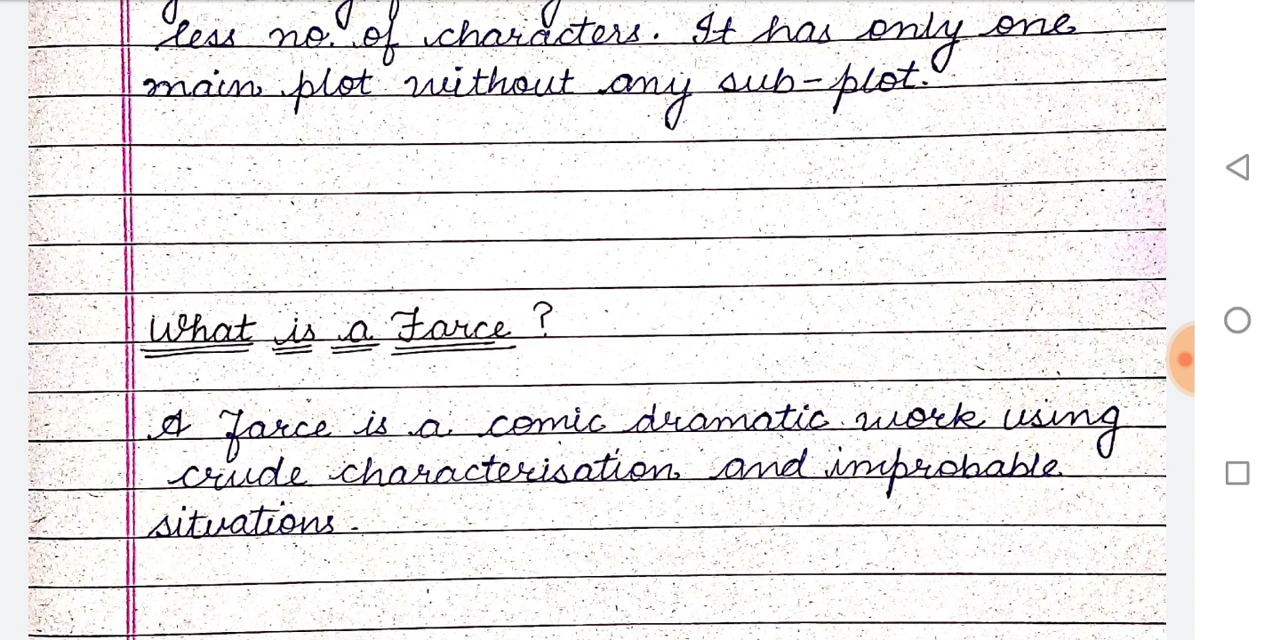 less no. of characters. It has only one
main plot without any sub-plot.
What is a Farce ?
A farce is a comic dramatic work using
crude characterisation and improbable
situations.